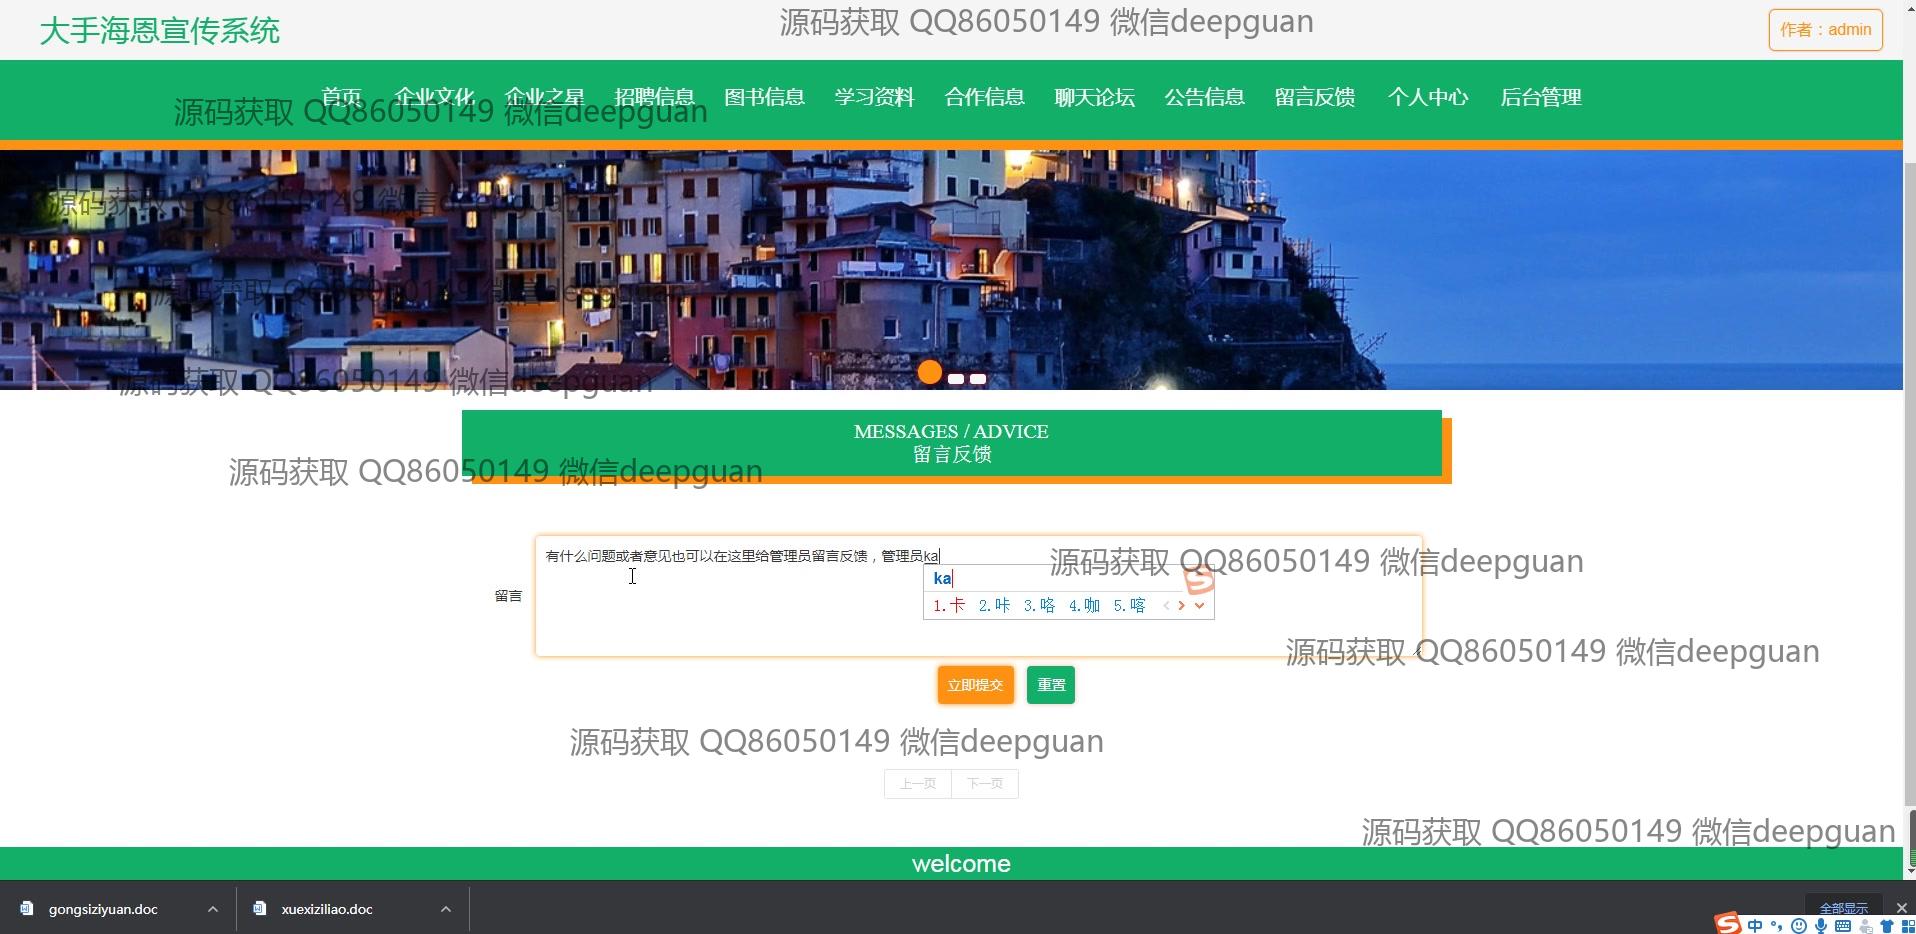 大手海恩宣传系统
源码获取 QQ86050149 微信deepguan
作者：admin
首页 企业文化 企业之星 招聘信息 图书信息 学习资料 合作信息 聊天论坛 公告信息 留言反馈 个人中心 后台管理
源码获取 QQ86050149 微信deepguan
源码获取 QQ86050149 微信deepguan
源码获取 QQ86050149 微信deepguan
源码获取 QQ86050149 微信deepguan
MESSAGES / ADVICE
留言反馈
源码获取 QQ86050149 微信deepguan
有什么问题或者意见也可以在这里给管理员留言反馈，管理员ka
源码获取 QQ86050149 微信deepguan
ka
留言
1.卡 2.咔 3.咯 4.咖 5.喀
源码获取 QQ86050149 微信deepguan
立即提交 重置
源码获取 QQ86050149 微信deepguan
上一页 下一页
源码获取 QQ86050149 微信deepguan
welcome
gongsiziyuan.doc xuexiziliao.doc 全部显示
中